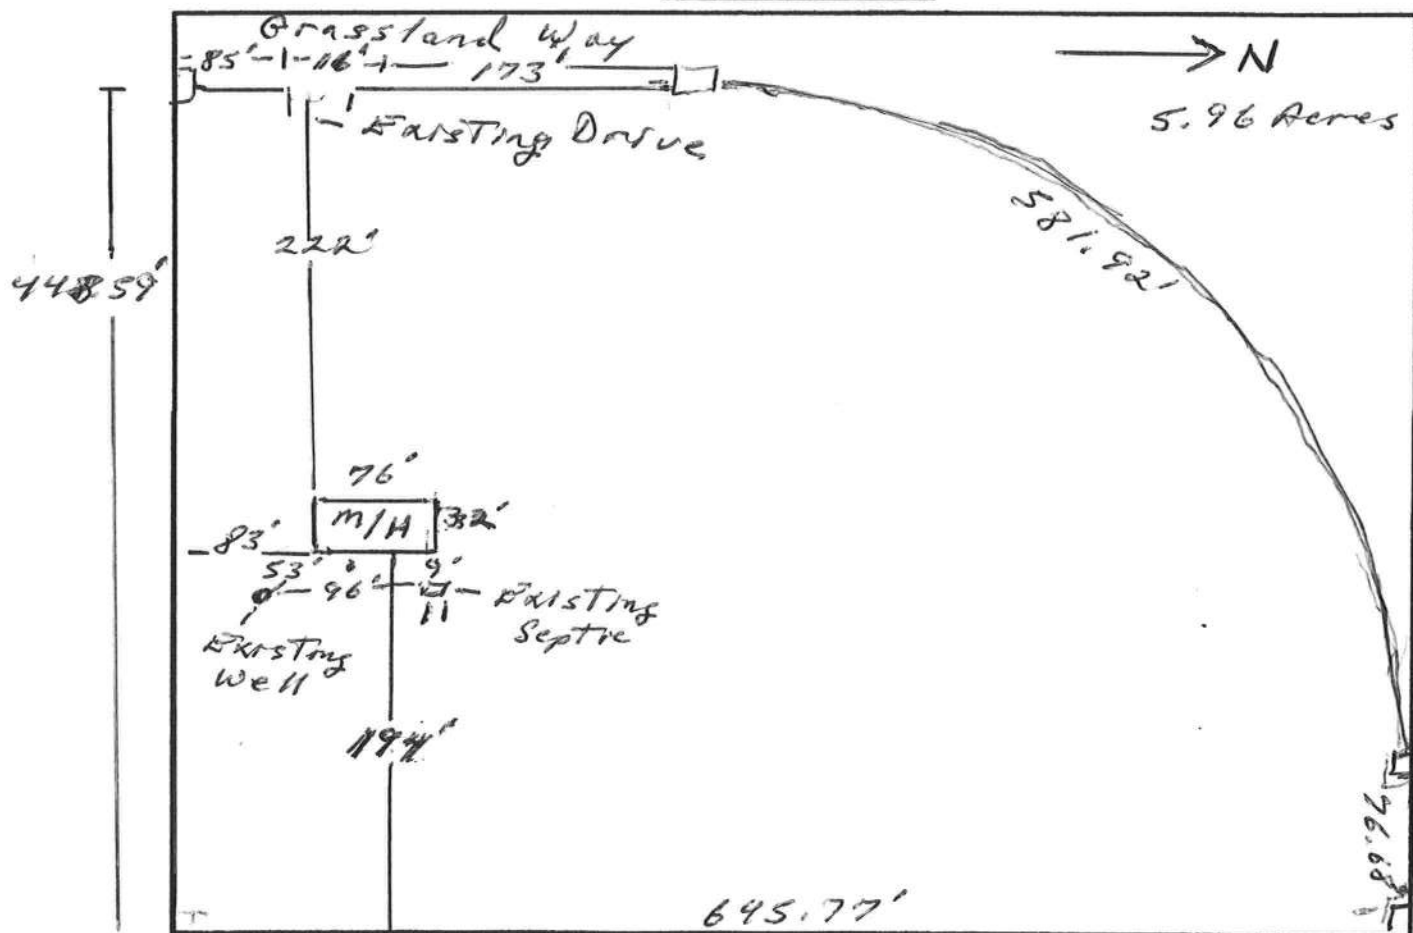 Grassland Way
85' 16' 173'
N
5.96 Acres
Existing Drive
581.92'
222'
448.59'
76'
M/H 32'
83'
53' 96' 9'
Existing
Septic
Existing
Well
194'
76.68'
645.77'